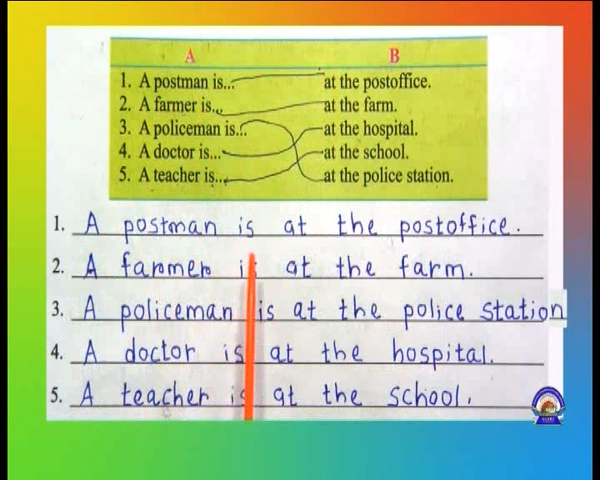 A B
1. A postman is... at the postoffice.
2. A farmer is... at the farm.
3. A policeman is... at the hospital.
4. A doctor is... at the school.
5. A teacher is... at the police station.
1. A postman is at the postoffice.
2. A farmer is at the farm.
3. A policeman is at the police station
4. A doctor is at the hospital.
5. A teacher is at the school.